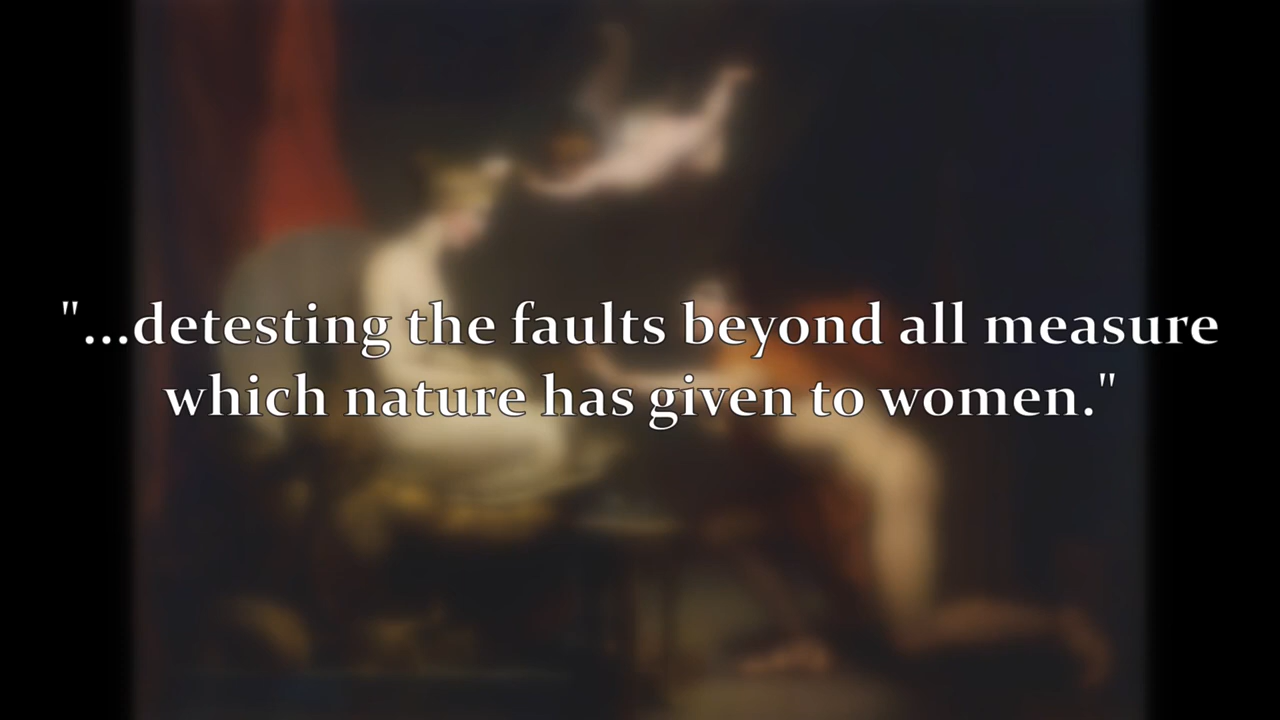 "...detesting the faults beyond all measure
which nature has given to women."